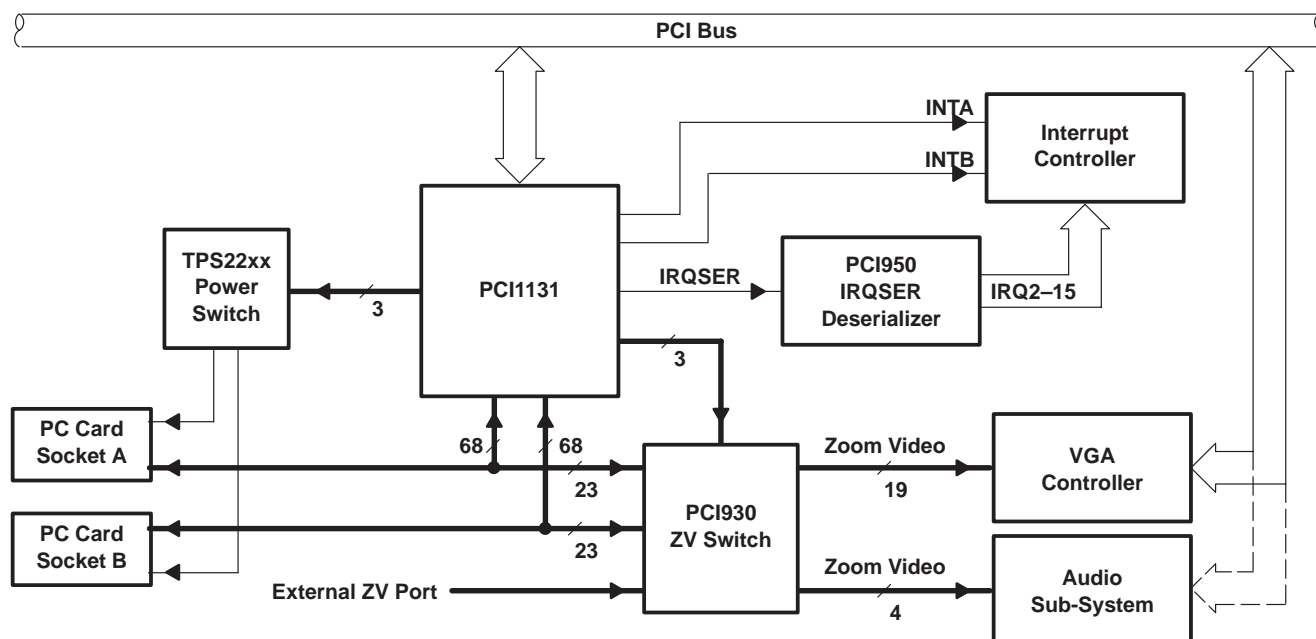 PCI Bus
INTA
Interrupt
Controller
INTB
TPS22xx
Power
Switch
3
PCI1131
IRQSER
PCI950
IRQSER
Deserializer
IRQ2–15
3
PC Card
Socket A
68
68
23
Zoom Video
19
VGA
Controller
PC Card
Socket B
23
PCI930
ZV Switch
External ZV Port
Zoom Video
4
Audio
Sub-System